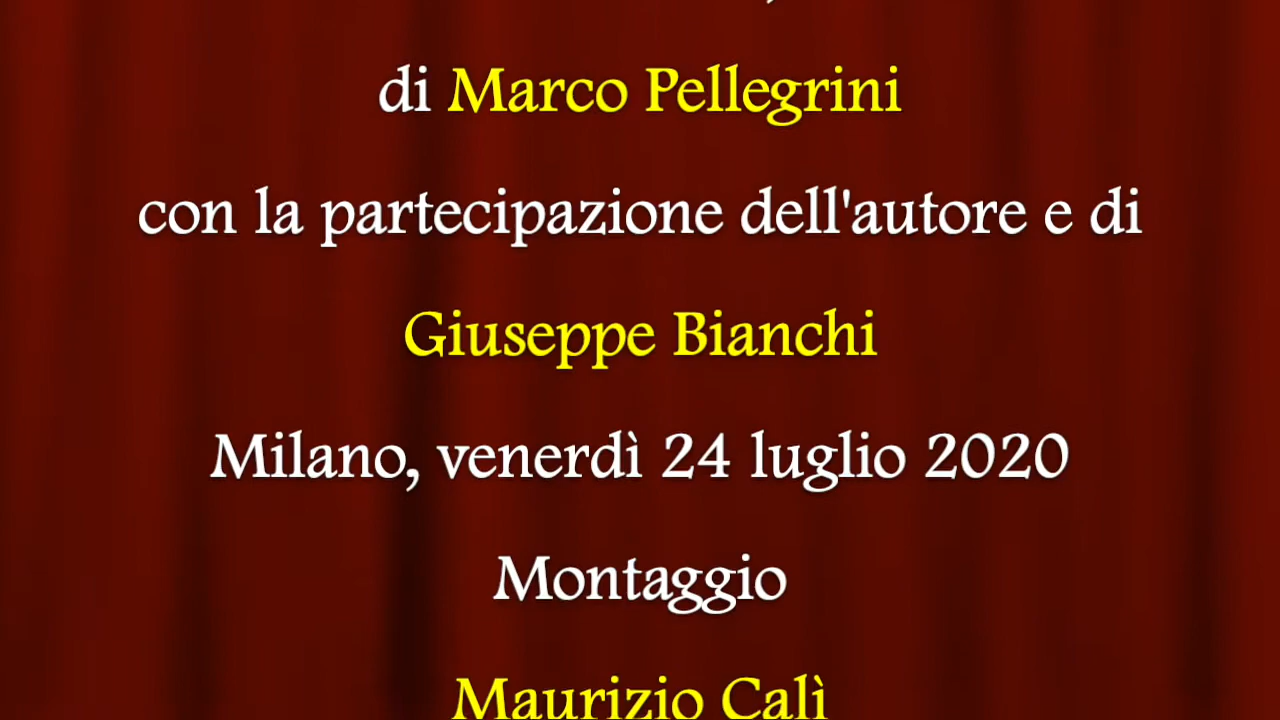 di Marco Pellegrini
con la partecipazione dell'autore e di
Giuseppe Bianchi
Milano, venerdì 24 luglio 2020
Montaggio
Maurizio Calì